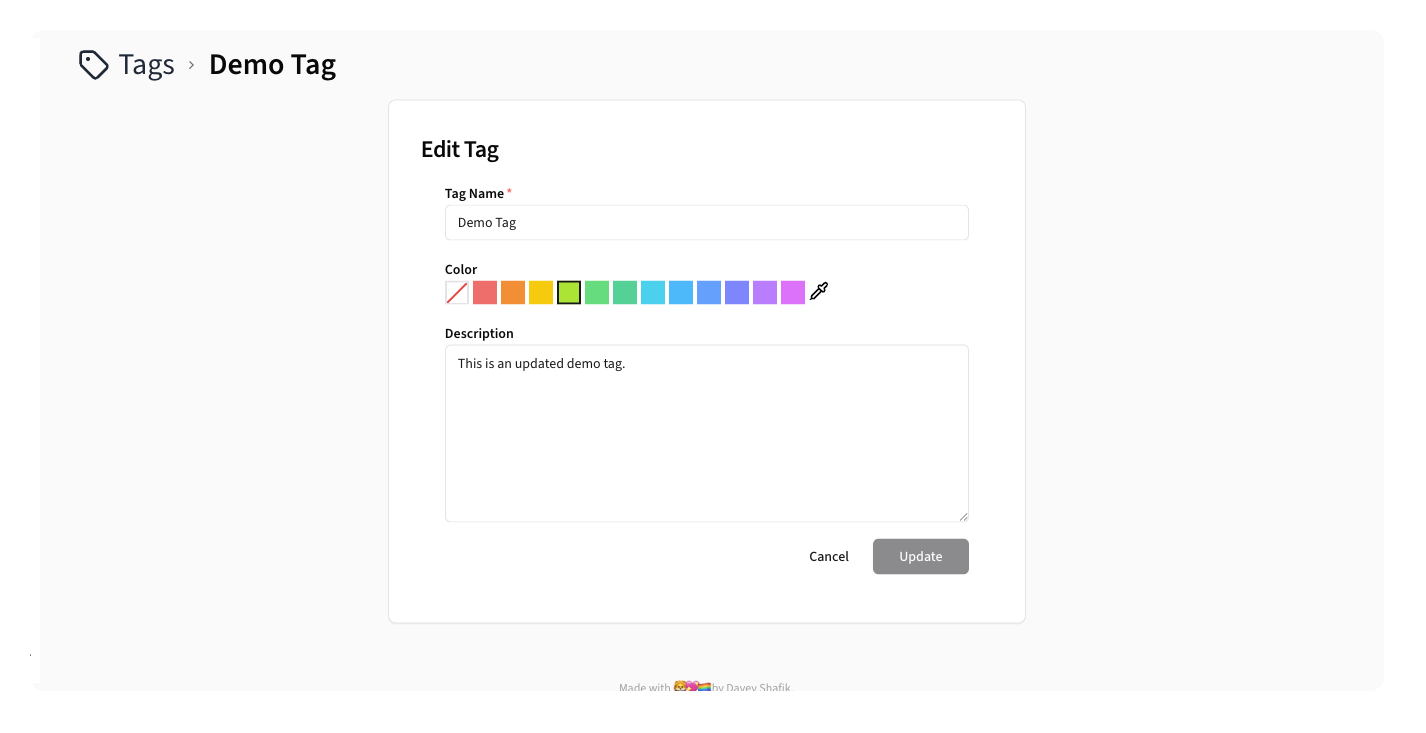 Tags › Demo Tag
Edit Tag
Tag Name *
Demo Tag
Color
Description
This is an updated demo tag.
Cancel Update
Made with by Davey Shafik.